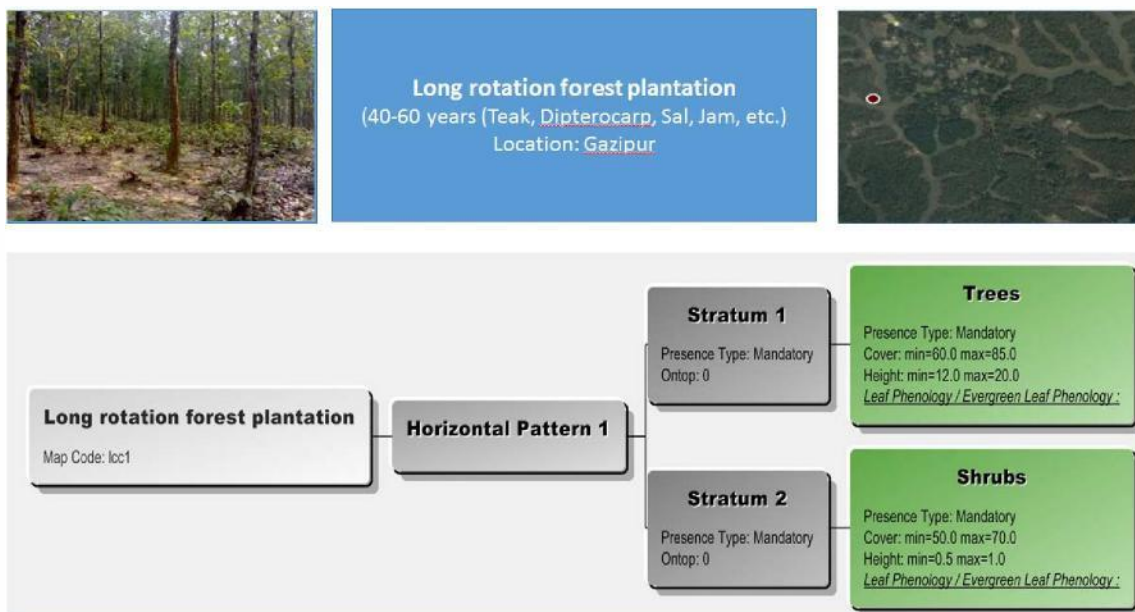 Long rotation forest plantation
(40-60 years (Teak, Dipterocarp, Sal, Jam, etc.)
Location: Gazipur
Long rotation forest plantation
Map Code: lcc1
Horizontal Pattern 1
Stratum 1
Presence Type: Mandatory
Ontop: 0
Trees
Presence Type: Mandatory
Cover: min=60.0 max=85.0
Height: min=12.0 max=20.0
Leaf Phenology / Evergreen Leaf Phenology :
Stratum 2
Presence Type: Mandatory
Ontop: 0
Shrubs
Presence Type: Mandatory
Cover: min=50.0 max=70.0
Height: min=0.5 max=1.0
Leaf Phenology / Evergreen Leaf Phenology :